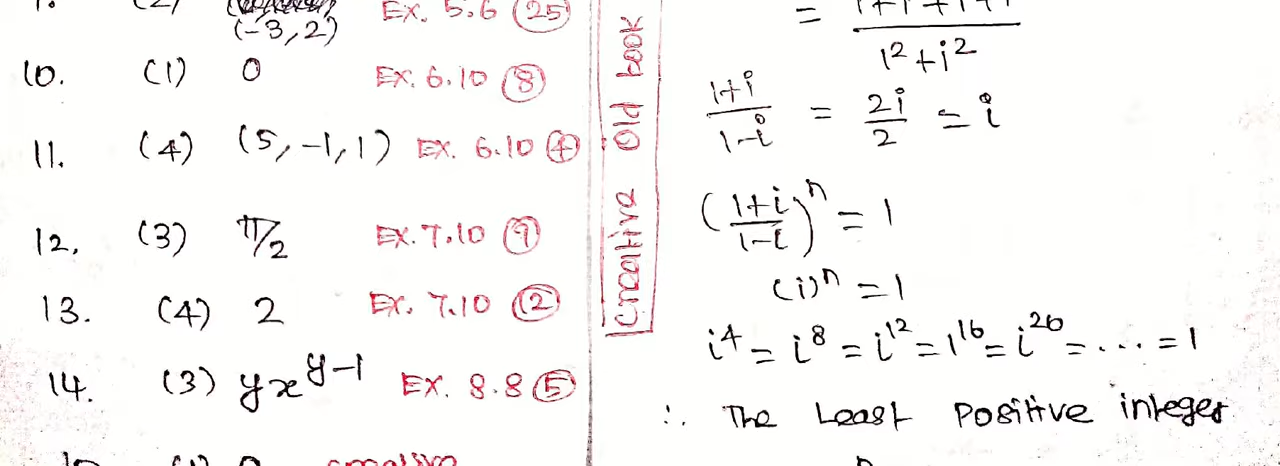 (2) (-3,2) Ex. 5.6 (25)
10. (1) 0 Ex. 6.10 (8)
11. (4) (5,-1,1) Ex. 6.10 (4)
12. (3) π/2 Ex. 7.10 (9)
13. (4) 2 Ex. 7.10 (2)
14. (3) yx^{y-1} Ex. 8.8 (5)
Creative Old book
1²+i²
(1+i)/(1-i) = 2i/2 = i
((1+i)/(1-i))^n = 1
(i)^n = 1
i^4 = i^8 = i^12 = 1^16 = i^20 = .... = 1
∴ The Least Positive integer